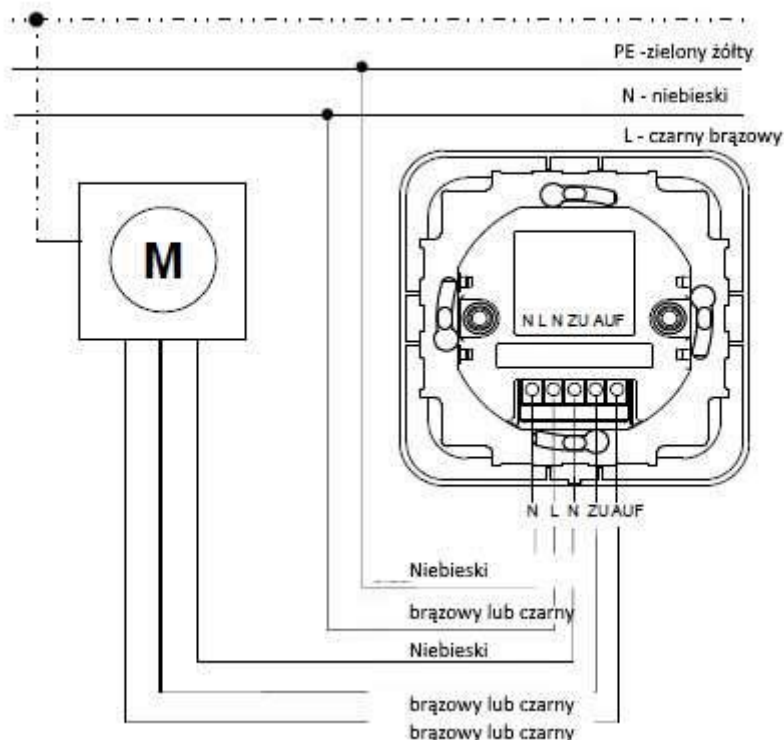 PE -zielony żółty
N - niebieski
L - czarny brązowy
M
N L N ZU AUF
N L N ZU AUF
Niebieski
brązowy lub czarny
Niebieski
brązowy lub czarny
brązowy lub czarny